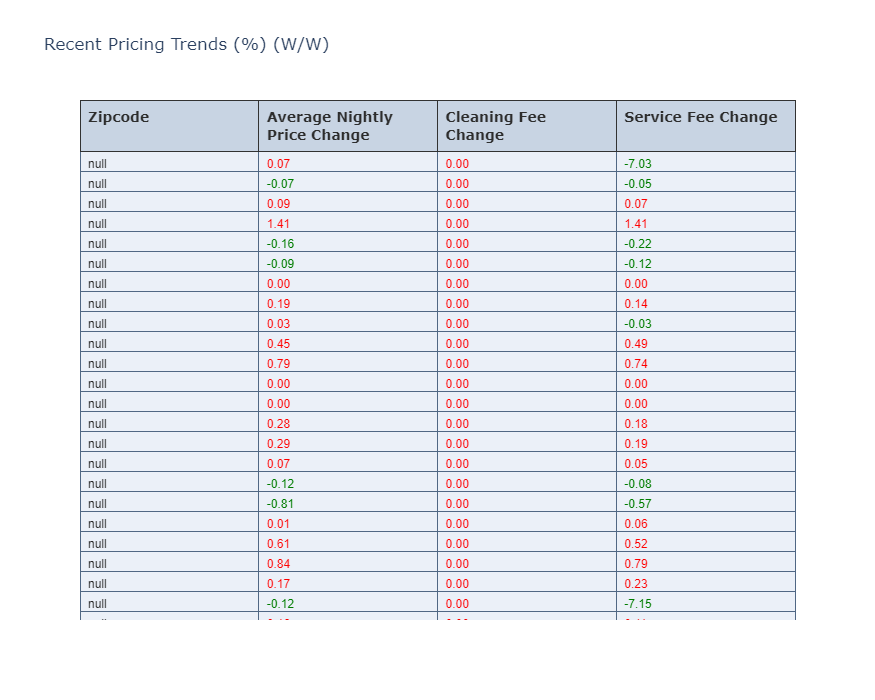 Recent Pricing Trends (%) (W/W)
Zipcode Average Nightly Price Change Cleaning Fee Change Service Fee Change
null 0.07 0.00 -7.03
null -0.07 0.00 -0.05
null 0.09 0.00 0.07
null 1.41 0.00 1.41
null -0.16 0.00 -0.22
null -0.09 0.00 -0.12
null 0.00 0.00 0.00
null 0.19 0.00 0.14
null 0.03 0.00 -0.03
null 0.45 0.00 0.49
null 0.79 0.00 0.74
null 0.00 0.00 0.00
null 0.00 0.00 0.00
null 0.28 0.00 0.18
null 0.29 0.00 0.19
null 0.07 0.00 0.05
null -0.12 0.00 -0.08
null -0.81 0.00 -0.57
null 0.01 0.00 0.06
null 0.61 0.00 0.52
null 0.84 0.00 0.79
null 0.17 0.00 0.23
null -0.12 0.00 -7.15